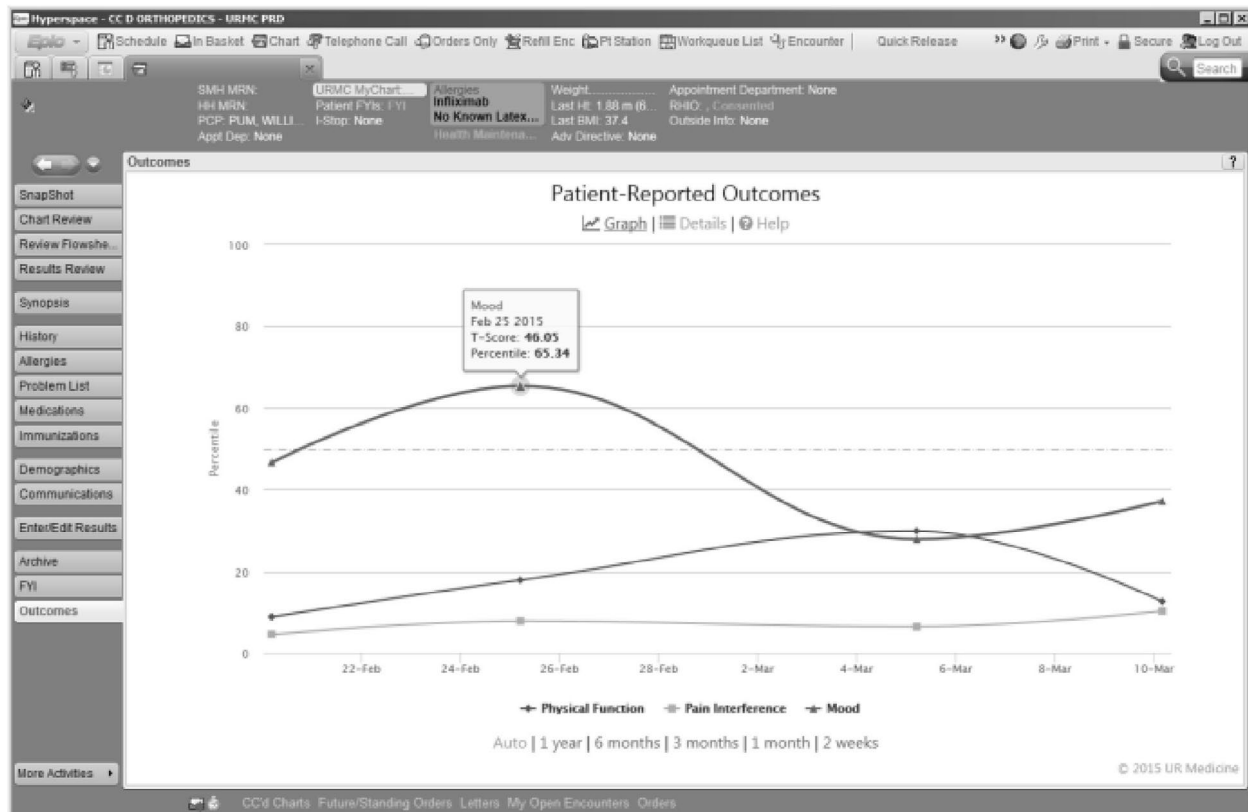 Hyperspace - CC D ORTHOPEDICS - URMC PRD
Epic Schedule In Basket Chart Telephone Call Orders Only Refill Enc Pt Station Workqueue List Encounter Quick Release Print Secure Log Out
Search
SMH MRN: URMC MyChart:... Allergies Weight................... Appointment Department: None
HH MRN: Patient FYIs: FYI Infliximab Last Ht: 1.88 m (6... RHIO: , Consented
PCP: PUM, WILLI... I-Stop: None No Known Latex... Last BMI: 37.4 Outside Info: None
Appt Dep: None Health Maintena... Adv Directive: None
Outcomes ?
SnapShot
Chart Review
Review Flowshe...
Results Review
Synopsis
History
Allergies
Problem List
Medications
Immunizations
Demographics
Communications
Enter/Edit Results
Archive
FYI
Outcomes
More Activities
Patient-Reported Outcomes
Graph | Details | Help
100
80
60
40
20
0
Percentile
Mood
Feb 25 2015
T-Score: 46.05
Percentile: 65.34
22-Feb 24-Feb 26-Feb 28-Feb 2-Mar 4-Mar 6-Mar 8-Mar 10-Mar
Physical Function Pain Interference Mood
Auto | 1 year | 6 months | 3 months | 1 month | 2 weeks
© 2015 UR Medicine
CC'd Charts Future/Standing Orders Letters My Open Encounters Orders